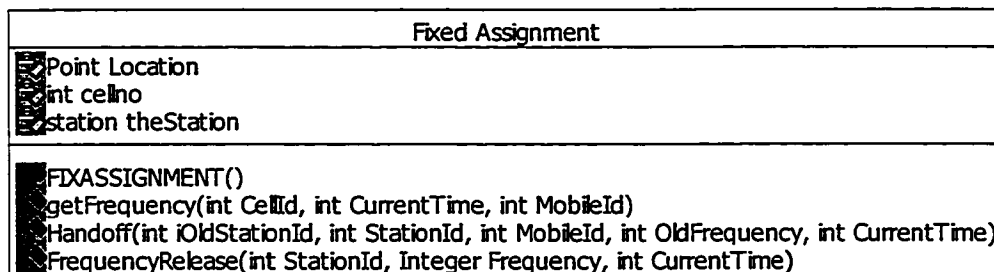 Fixed Assignment
Point Location
int cellno
station theStation
FIXASSIGNMENT()
getFrequency(int CellId, int CurrentTime, int MobileId)
Handoff(int iOldStationId, int StationId, int MobileId, int OldFrequency, int CurrentTime)
FrequencyRelease(int StationId, Integer Frequency, int CurrentTime)